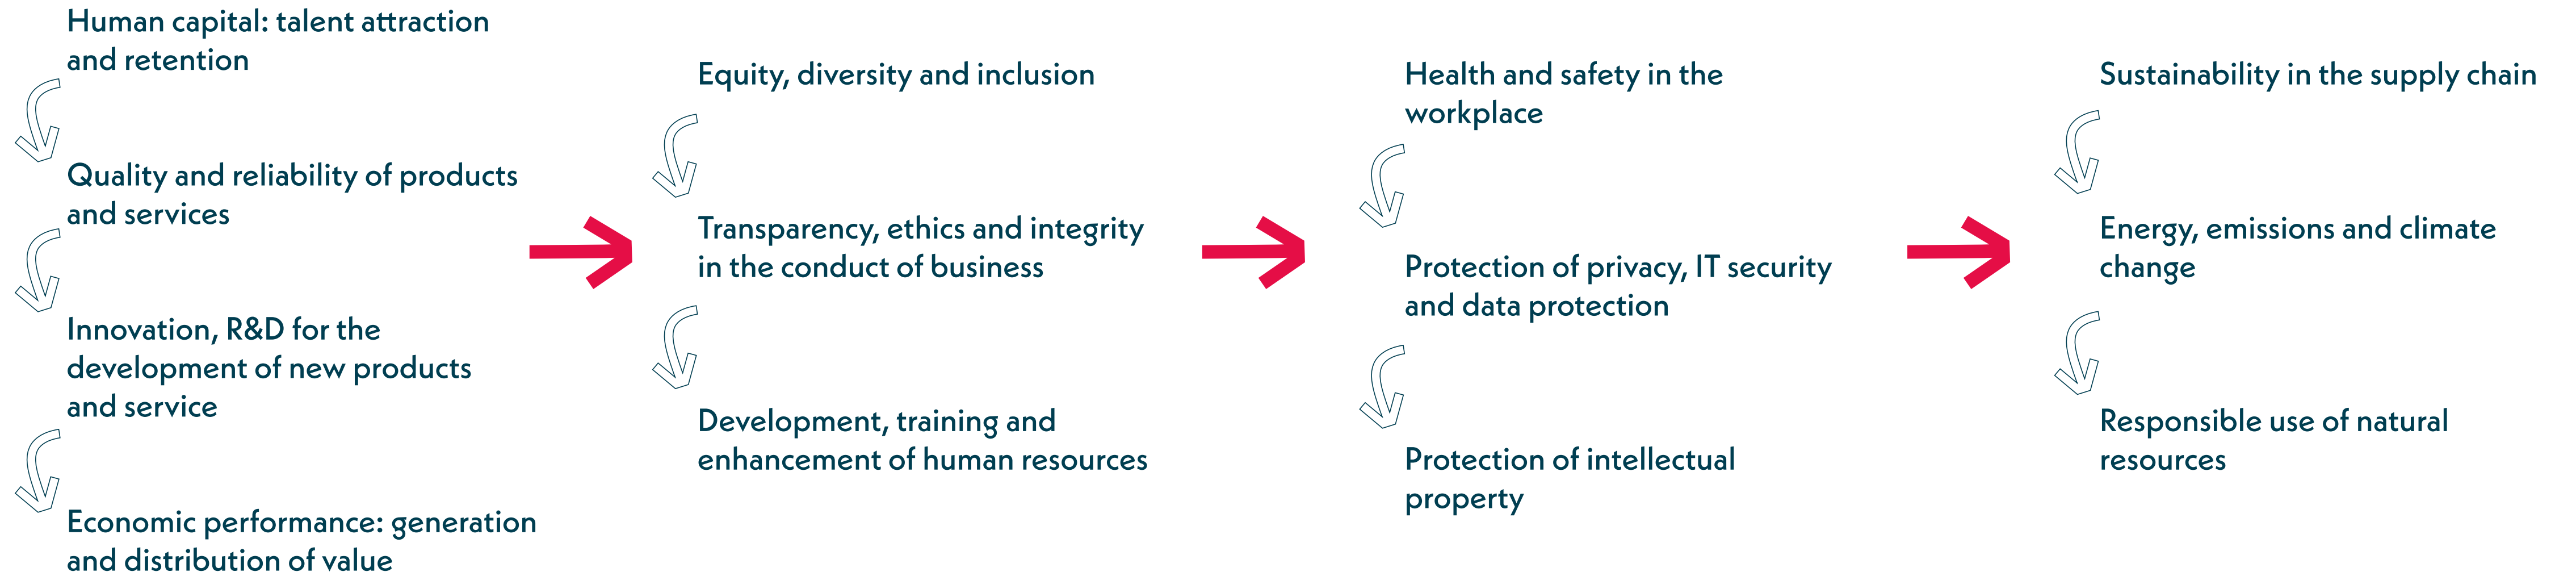 Human capital: talent attraction
and retention
Quality and reliability of products
and services
Innovation, R&D for the
development of new products
and service
Economic performance: generation
and distribution of value
Equity, diversity and inclusion
Transparency, ethics and integrity
in the conduct of business
Development, training and
enhancement of human resources
Health and safety in the
workplace
Protection of privacy, IT security
and data protection
Protection of intellectual
property
Sustainability in the supply chain
Energy, emissions and climate
change
Responsible use of natural
resources